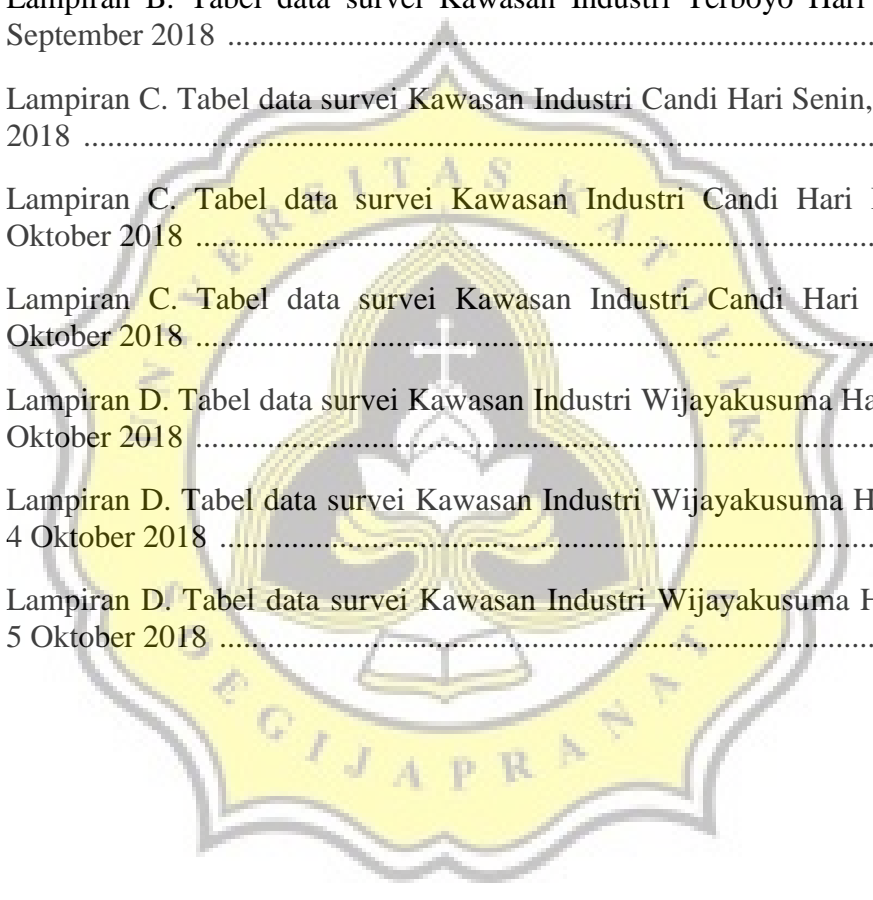 Lampiran B. Tabel data survei Kawasan Industri Terboyo Hari
September 2018 ................................................................................
Lampiran C. Tabel data survei Kawasan Industri Candi Hari Senin,
2018 ................................................................................
Lampiran C. Tabel data survei Kawasan Industri Candi Hari
Oktober 2018 ................................................................................
Lampiran C. Tabel data survei Kawasan Industri Candi Hari
Oktober 2018 ................................................................................
Lampiran D. Tabel data survei Kawasan Industri Wijayakusuma
Oktober 2018 ................................................................................
Lampiran D. Tabel data survei Kawasan Industri Wijayakusuma
4 Oktober 2018 ................................................................................
Lampiran D. Tabel data survei Kawasan Industri Wijayakusuma
5 Oktober 2018 ................................................................................
UNIVERSITAS KATOLIK
SOEGIJAPRANATA